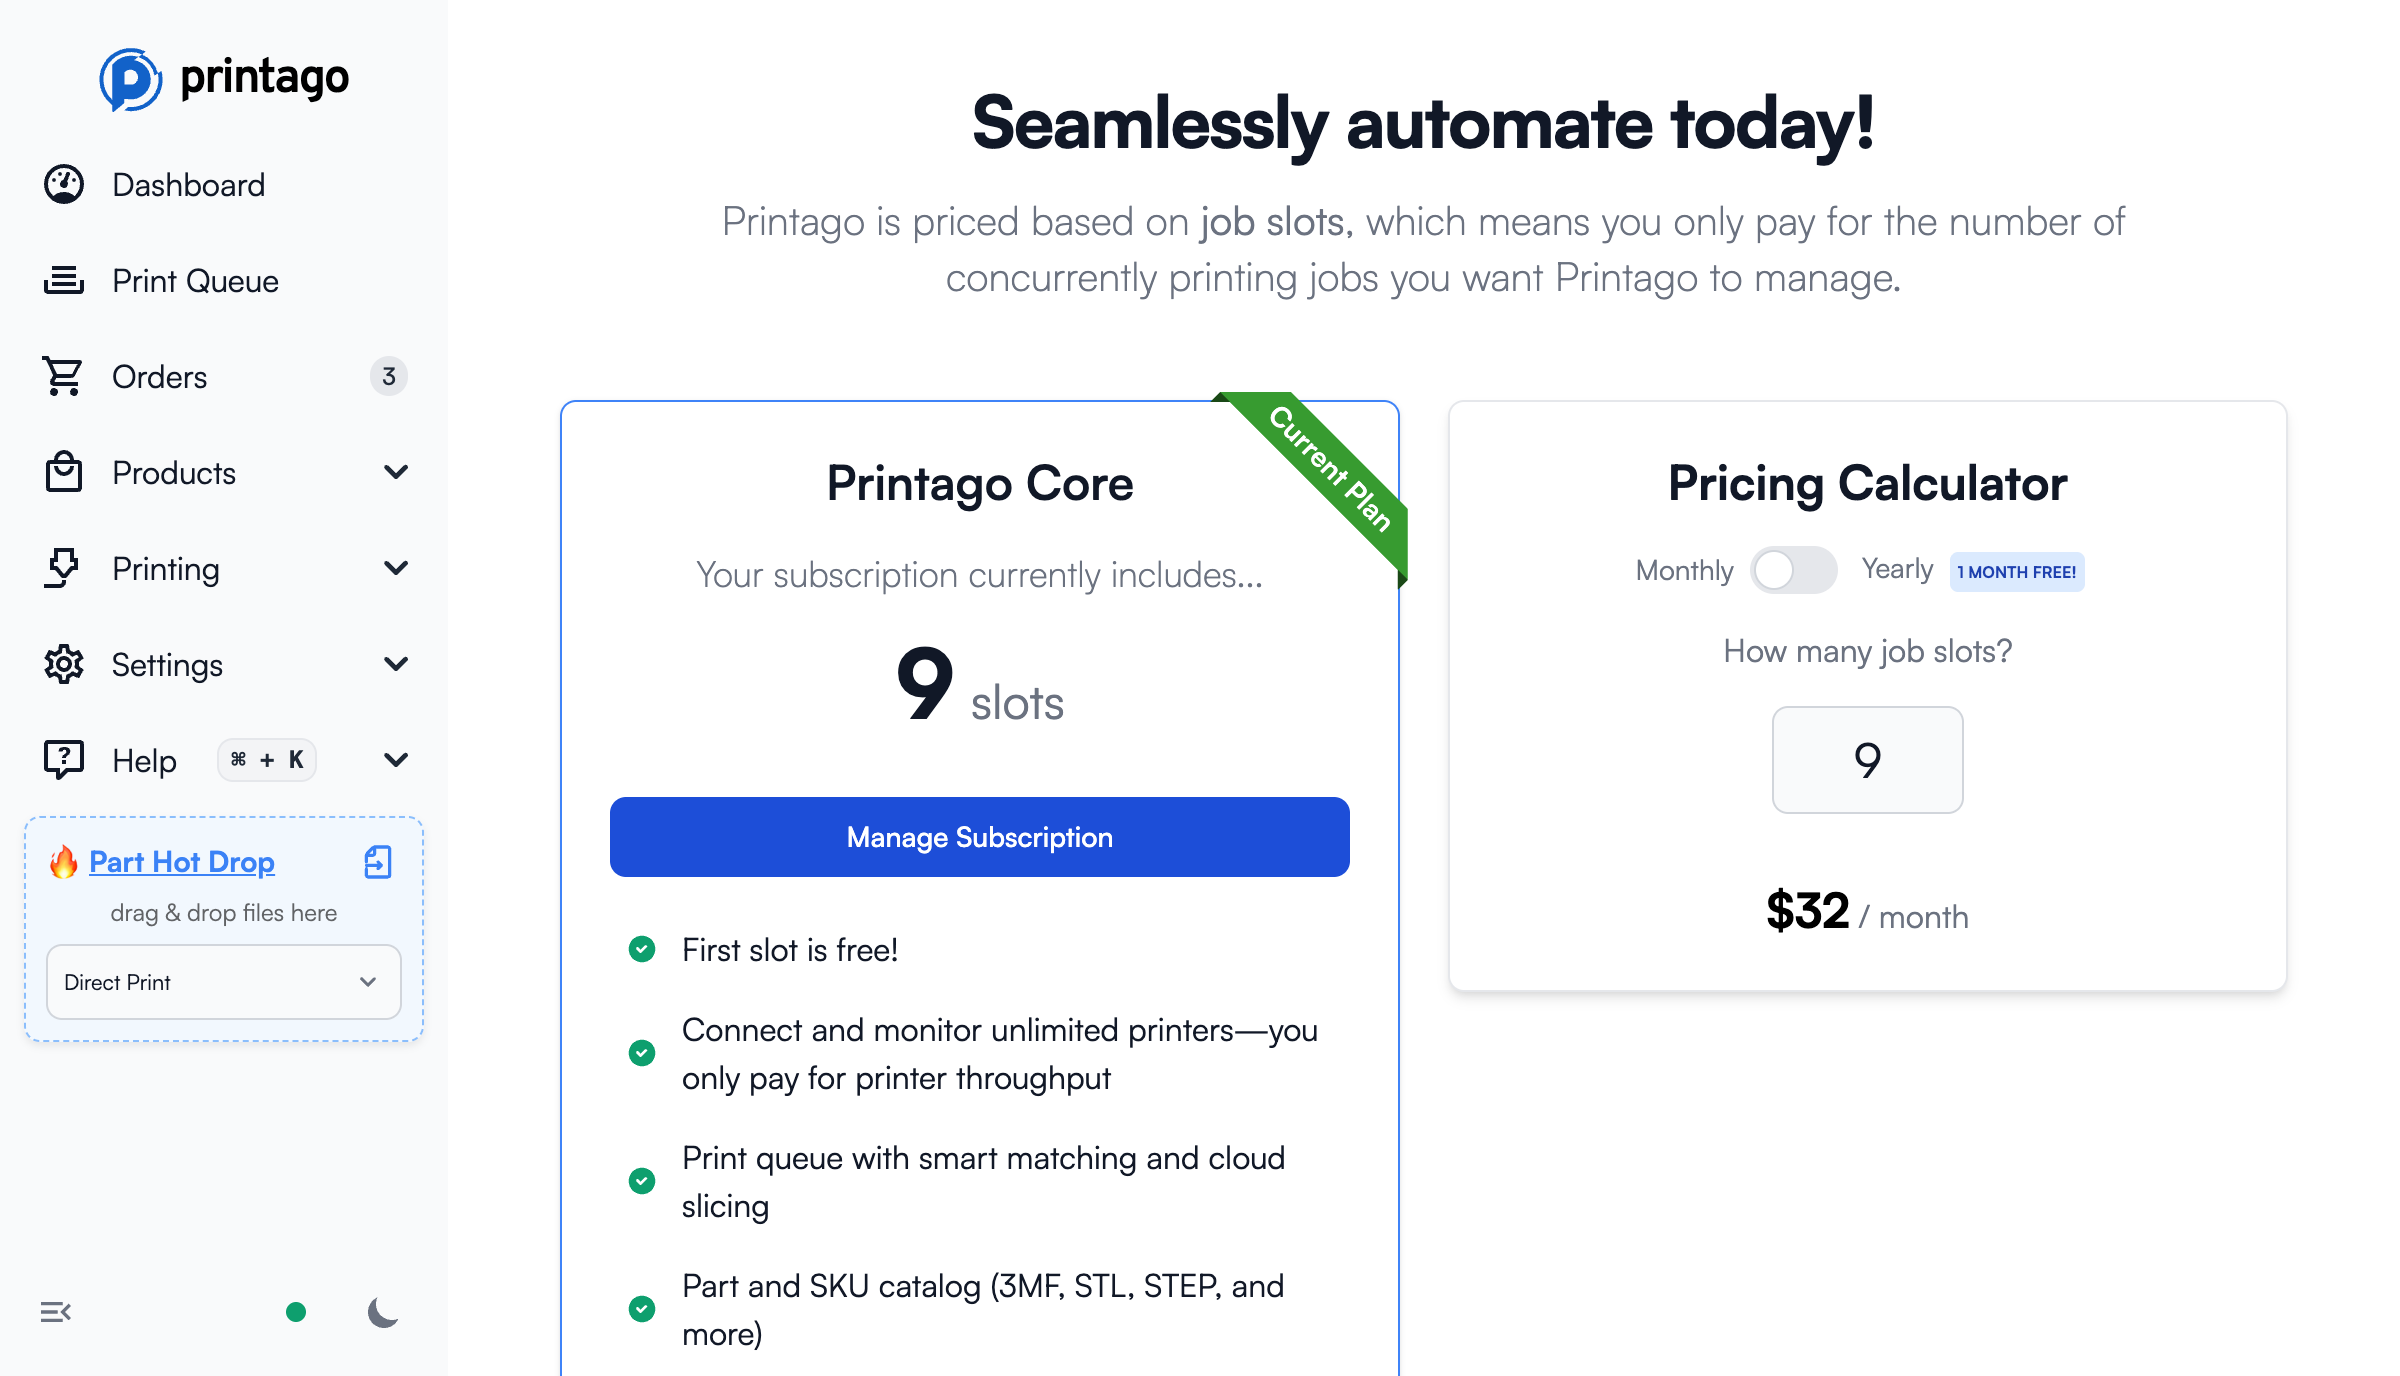 printago
Dashboard
Print Queue
Orders
3
Products
Printing
Settings
Help
⌘ + K
🔥 Part Hot Drop
drag & drop files here
Direct Print
Seamlessly automate today!
Printago is priced based on job slots, which means you only pay for the number of
concurrently printing jobs you want Printago to manage.
Current Plan
Printago Core
Your subscription currently includes...
9 slots
Manage Subscription
First slot is free!
Connect and monitor unlimited printers—you
only pay for printer throughput
Print queue with smart matching and cloud
slicing
Part and SKU catalog (3MF, STL, STEP, and
more)
Pricing Calculator
Monthly
Yearly
1 MONTH FREE!
How many job slots?
9
$32 / month